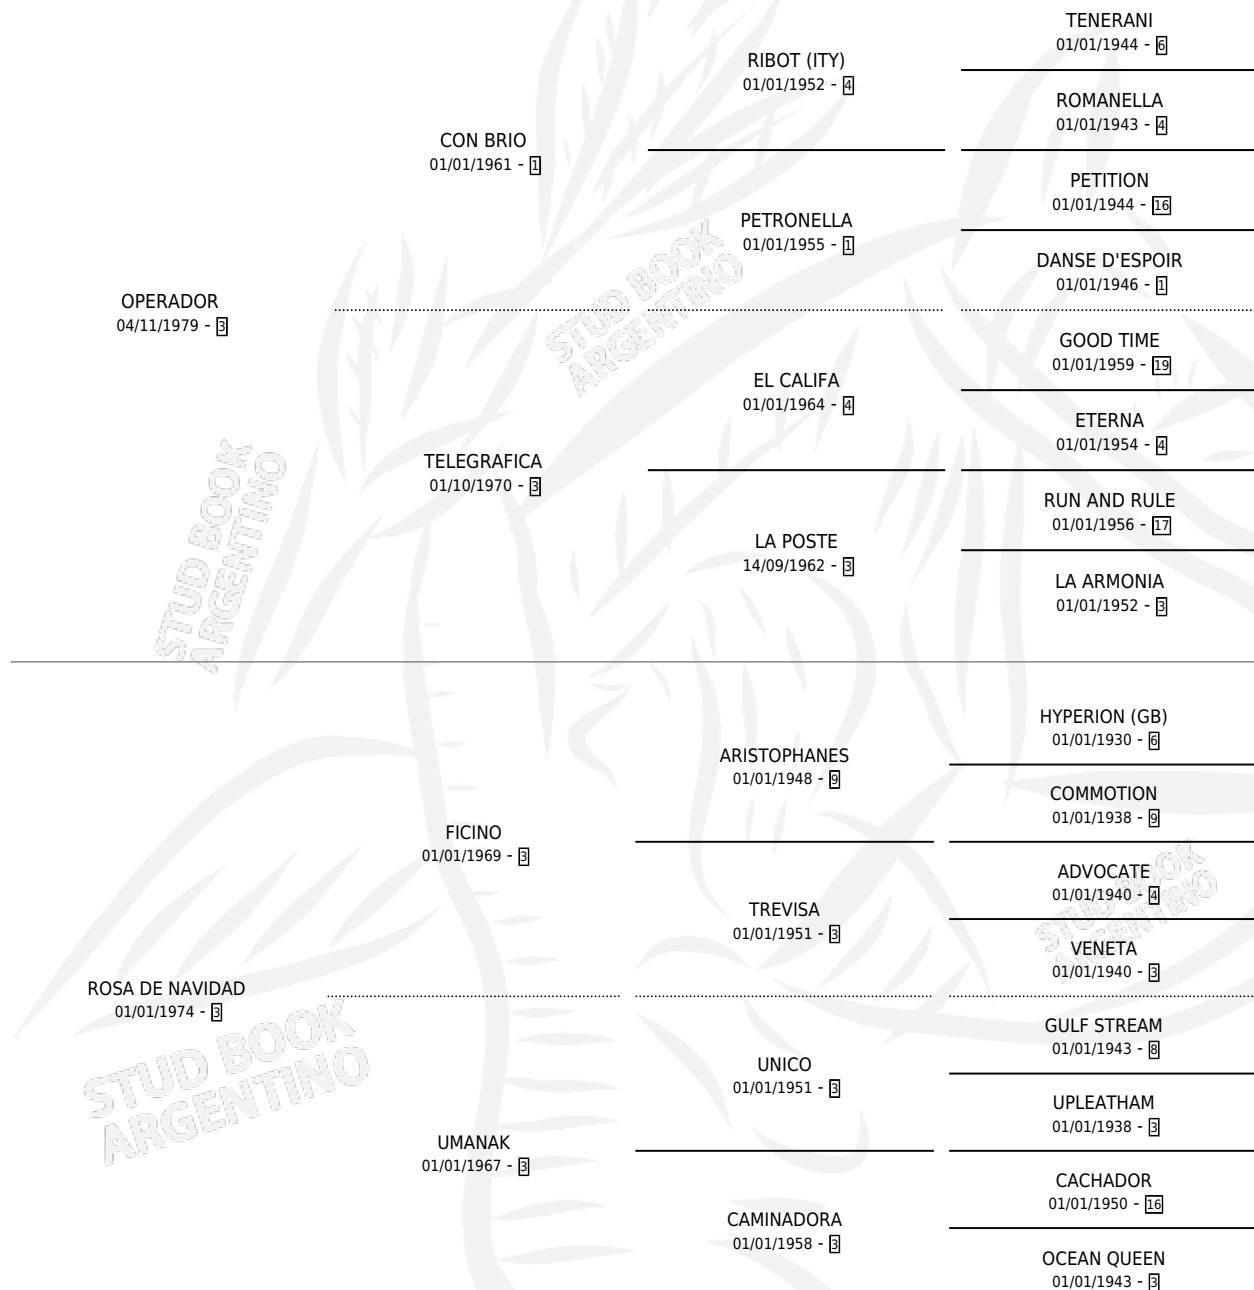 TENERANI
01/01/1944 - 6
RIBOT (ITY)
01/01/1952 - 4
ROMANELLA
01/01/1943 - 4
CON BRIO
01/01/1961 - 1
PETITION
01/01/1944 - 16
PETRONELLA
01/01/1955 - 1
DANSE D'ESPOIR
01/01/1946 - 1
STUD BOOK
ARGENTINO
OPERADOR
04/11/1979 - 3
GOOD TIME
01/01/1959 - 19
EL CALIFA
01/01/1964 - 4
ETERNA
01/01/1954 - 4
TELEGRAFICA
01/10/1970 - 3
RUN AND RULE
01/01/1956 - 17
LA POSTE
14/09/1962 - 3
LA ARMONIA
01/01/1952 - 3
STUD BOOK
ARGENTINO
HYPERION (GB)
01/01/1930 - 6
ARISTOPHANES
01/01/1948 - 9
COMMOTION
01/01/1938 - 9
FICINO
01/01/1969 - 3
ADVOCATE
01/01/1940 - 4
TREVISA
01/01/1951 - 3
VENETA
01/01/1940 - 3
STUD BOOK
ARGENTINO
ROSA DE NAVIDAD
01/01/1974 - 3
GULF STREAM
01/01/1943 - 8
UNICO
01/01/1951 - 3
UPLEATHAM
01/01/1938 - 3
STUD BOOK
ARGENTINO
UMANAK
01/01/1967 - 3
CACHADOR
01/01/1950 - 16
CAMINADORA
01/01/1958 - 3
OCEAN QUEEN
01/01/1943 - 3